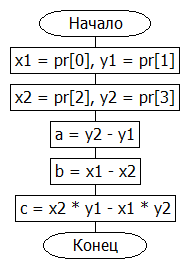 Начало
x1 = pr[0], y1 = pr[1]
x2 = pr[2], y2 = pr[3]
a = y2 - y1
b = x1 - x2
c = x2 * y1 - x1 * y2
Конец